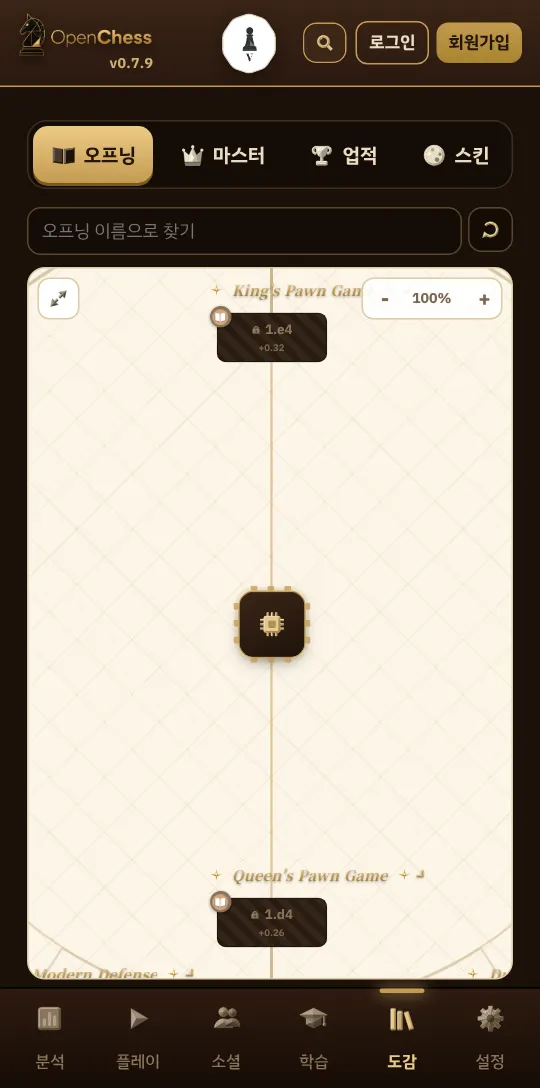 OpenChess
v0.7.9
V
로그인
회원가입
오프닝
마스터
업적
스킨
오프닝 이름으로 찾기
King's Pawn Gam
- 100% +
1.e4
+0.32
Queen's Pawn Game
1.d4
+0.26
Modern Defense
분석
플레이
소셜
학습
도감
설정